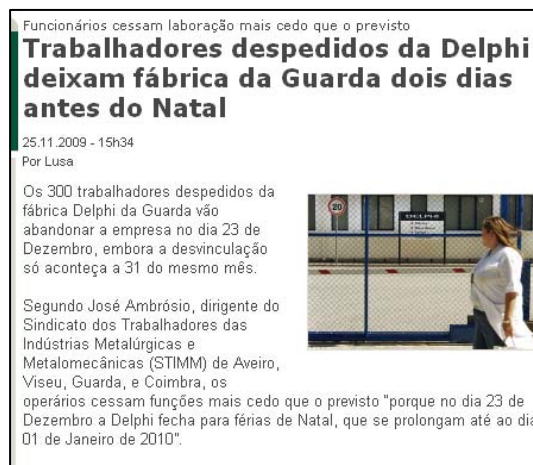 Funcionários cessam laboração mais cedo que o previsto
Trabalhadores despedidos da Delphi
deixam fábrica da Guarda dois dias
antes do Natal
25.11.2009 - 15h34
Por Lusa
Os 300 trabalhadores despedidos da
fábrica Delphi da Guarda vão
abandonar a empresa no dia 23 de
Dezembro, embora a desvinculação
só aconteça a 31 do mesmo mês.
20
DELPHI
Segundo José Ambrósio, dirigente do
Sindicato dos Trabalhadores das
Indústrias Metalúrgicas e
Metalomecânicas (STIMM) de Aveiro,
Viseu, Guarda, e Coimbra, os
operários cessam funções mais cedo que o previsto "porque no dia 23 de
Dezembro a Delphi fecha para férias de Natal, que se prolongam até ao dia
01 de Janeiro de 2010".